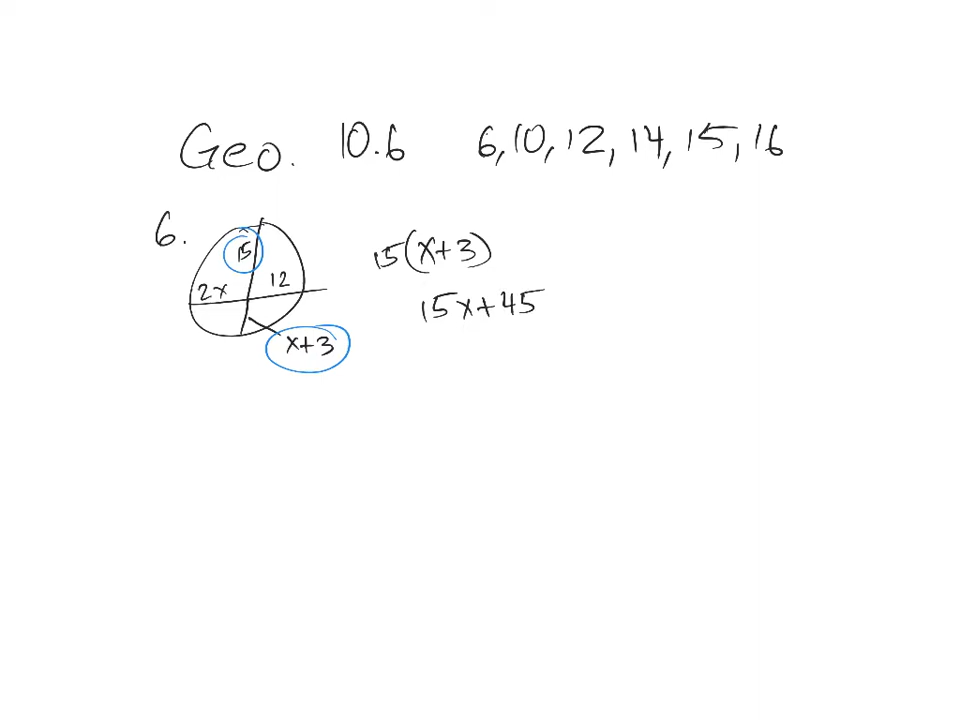 Geo. 10.6 6, 10, 12, 14, 15, 16
6.
15
2x 12
x+3
15(x+3)
15x+45